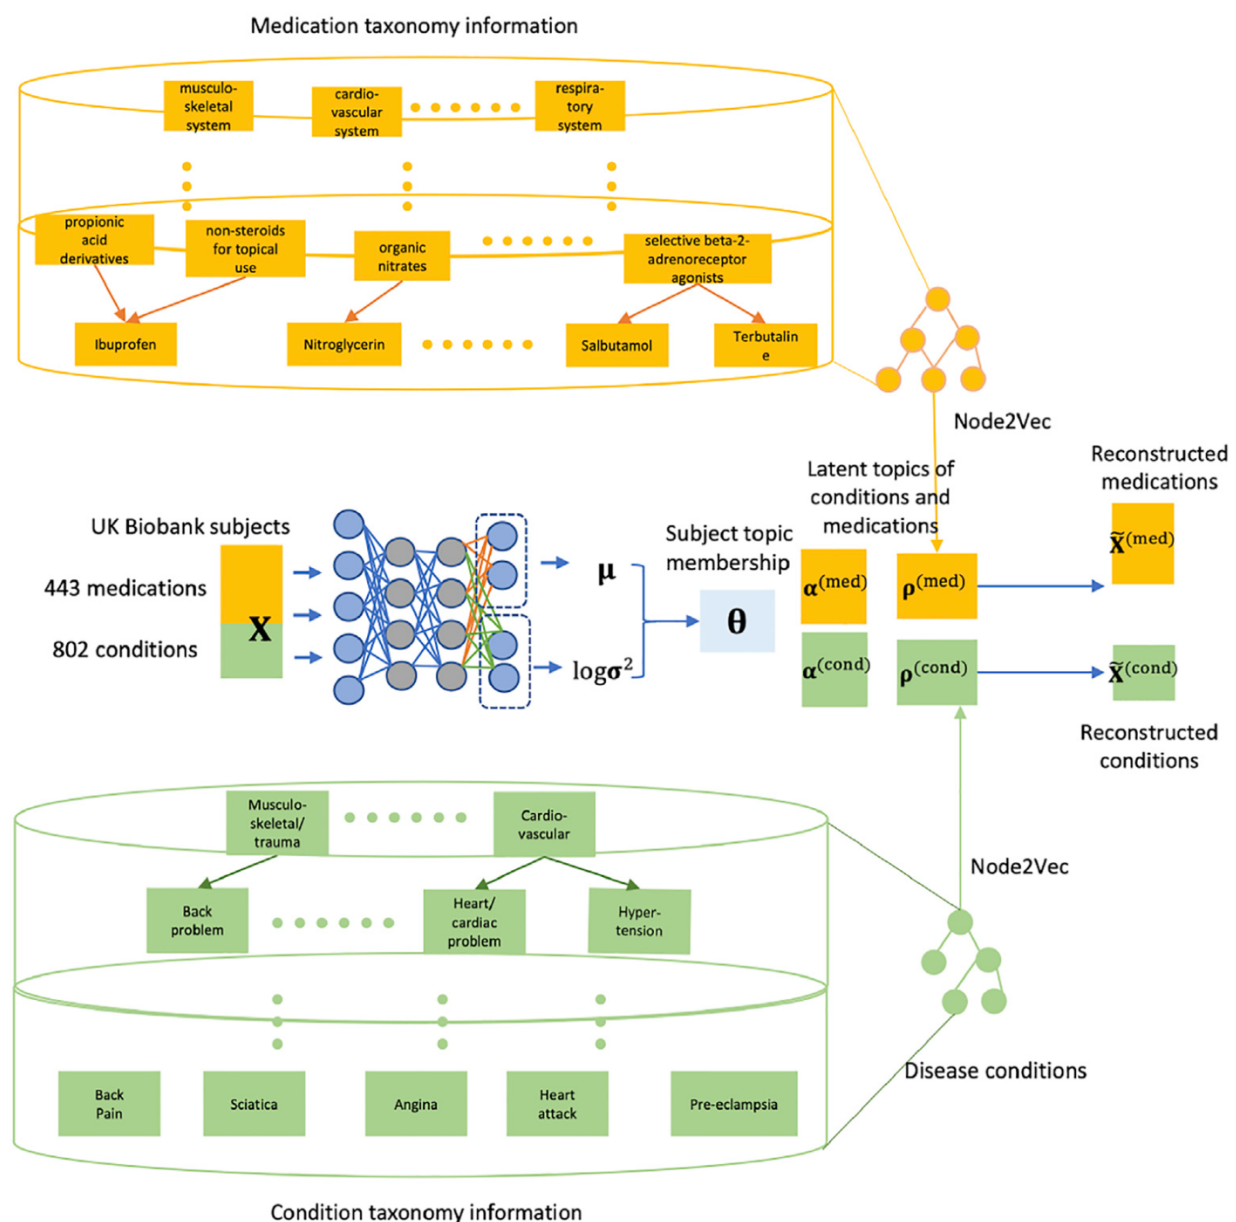 Medication taxonomy information
musculo-
skeletal
system
cardio-
vascular
system
respira-
tory
system
propionic
acid
derivatives
non-steroids
for topical
use
organic
nitrates
selective beta-2-
adrenoreceptor
agonists
Ibuprofen
Nitroglycerin
Salbutamol
Terbutalin
e
Node2Vec
UK Biobank subjects
443 medications
802 conditions
X
μ
logσ²
Subject topic
membership
θ
Latent topics of
conditions and
medications
α(med)
ρ(med)
α(cond)
ρ(cond)
Reconstructed
medications
X̃(med)
X̃(cond)
Reconstructed
conditions
Musculo-
skeletal/
trauma
Cardio-
vascular
Back
problem
Heart/
cardiac
problem
Hyper-
tension
Node2Vec
Back
Pain
Sciatica
Angina
Heart
attack
Pre-eclampsia
Disease conditions
Condition taxonomy information